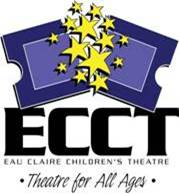 ECCT
EAU CLAIRE CHILDREN'S THEATRE
• Theatre for All Ages •